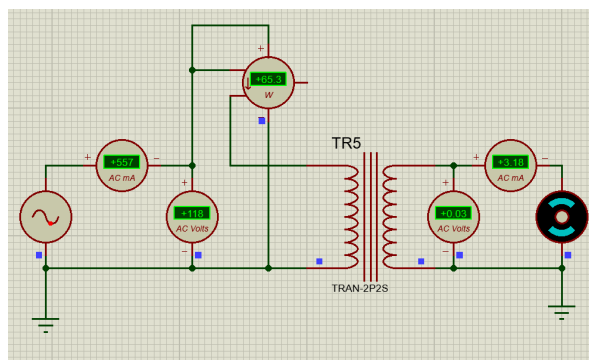 +
+65.3
W
TR5
+
+557
−
AC mA
+
+3.18
−
AC mA
+
+118
AC Volts
−
+
+0.03
AC Volts
−
TRAN-2P2S